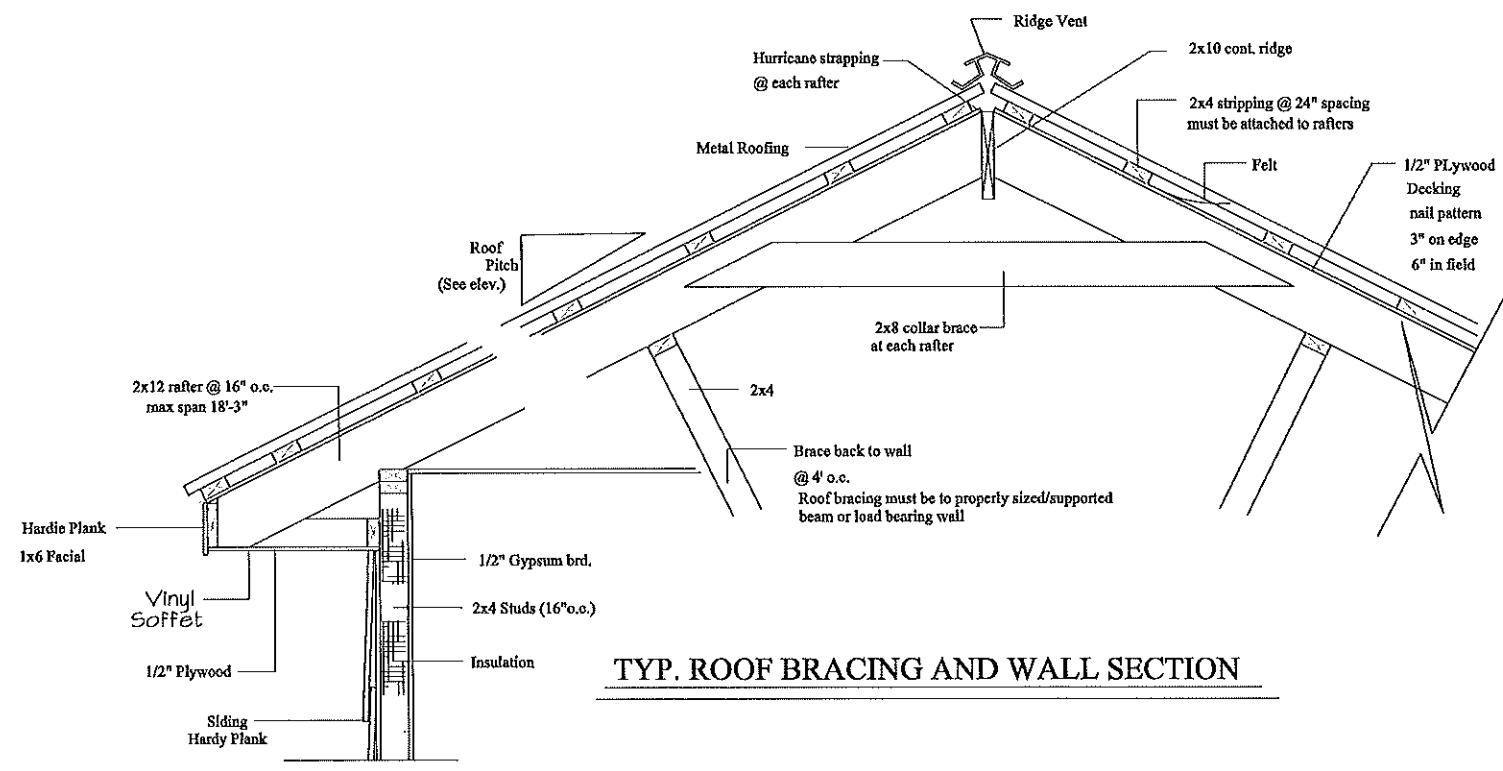 Ridge Vent
Hurricane strapping
@ each rafter
2x10 cont. ridge
2x4 stripping @ 24" spacing
must be attached to rafters
Metal Roofing
Felt
1/2" PLywood
Decking
nail pattern
3" on edge
6" in field
Roof
Pitch
(See elev.)
2x8 collar brace
at each rafter
2x12 rafter @ 16" o.c.
max span 18'-3"
2x4
Brace back to wall
@ 4' o.c.
Roof bracing must be to properly sized/supported
beam or load bearing wall
Hardie Plank
1x6 Facial
1/2" Gypsum brd.
Vinyl
Soffet
2x4 Studs (16"o.c.)
1/2" Plywood
Insulation
Siding
Hardy Plank
TYP. ROOF BRACING AND WALL SECTION